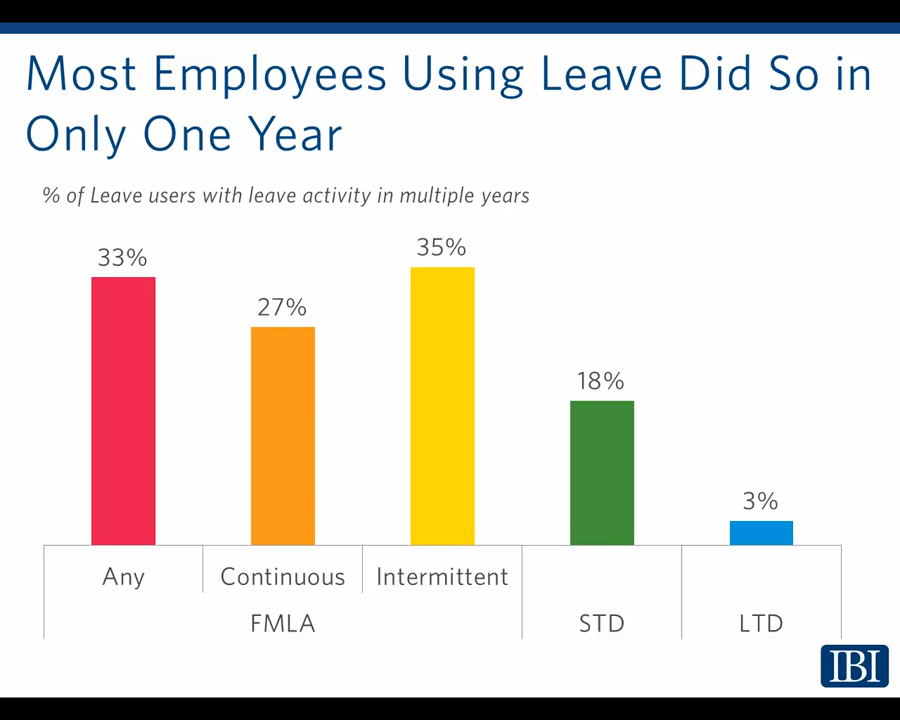 Most Employees Using Leave Did So in
Only One Year
% of Leave users with leave activity in multiple years
33%
27%
35%
18%
3%
Any
Continuous
Intermittent
FMLA
STD
LTD
IBI